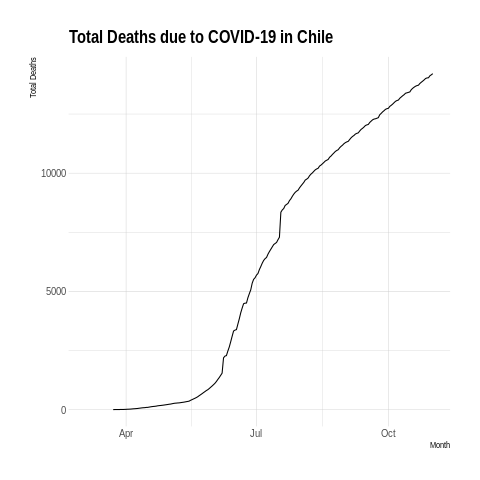 Total Deaths due to COVID-19 in Chile
Total Deaths
10000
5000
0
Apr Jul Oct
Month